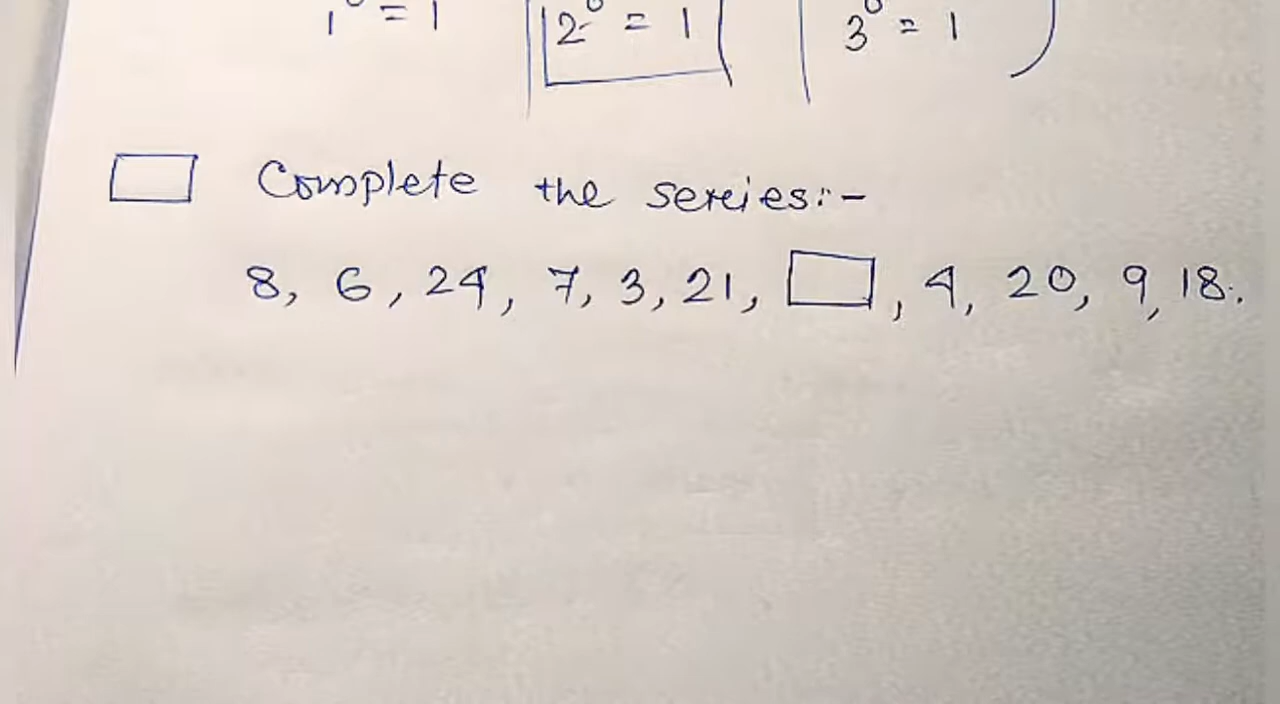 1⁰ = 1 2⁰ = 1 3⁰ = 1
Complete the series:-
8, 6, 24, 7, 3, 21, □, 4, 20, 9, 18.